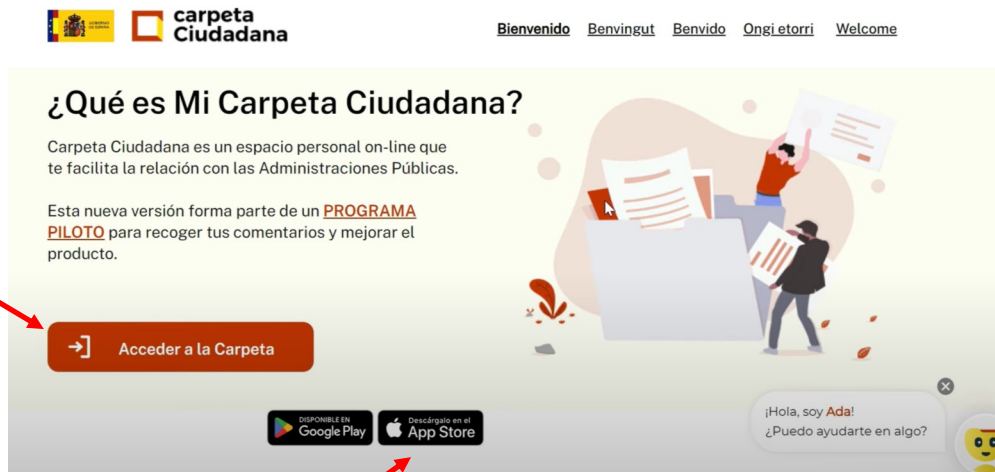 GOBIERNO DE ESPAÑA
carpeta
Ciudadana
Bienvenido Benvingut Benvido Ongi etorri Welcome
¿Qué es Mi Carpeta Ciudadana?
Carpeta Ciudadana es un espacio personal on-line que
te facilita la relación con las Administraciones Públicas.
Esta nueva versión forma parte de un PROGRAMA
PILOTO para recoger tus comentarios y mejorar el
producto.
Acceder a la Carpeta
DISPONIBLE EN
Google Play
Descárgalo en el
App Store
¡Hola, soy Ada!
¿Puedo ayudarte en algo?